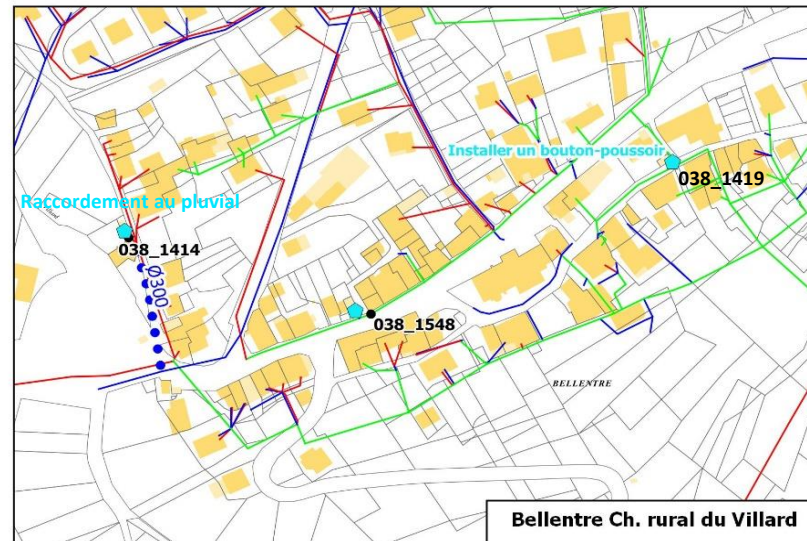 Installer un bouton-poussoir
038_1419
Raccordement au pluvial
038_1414
Ø300
038_1548
BELLENTRE
Bellentre Ch. rural du Villard